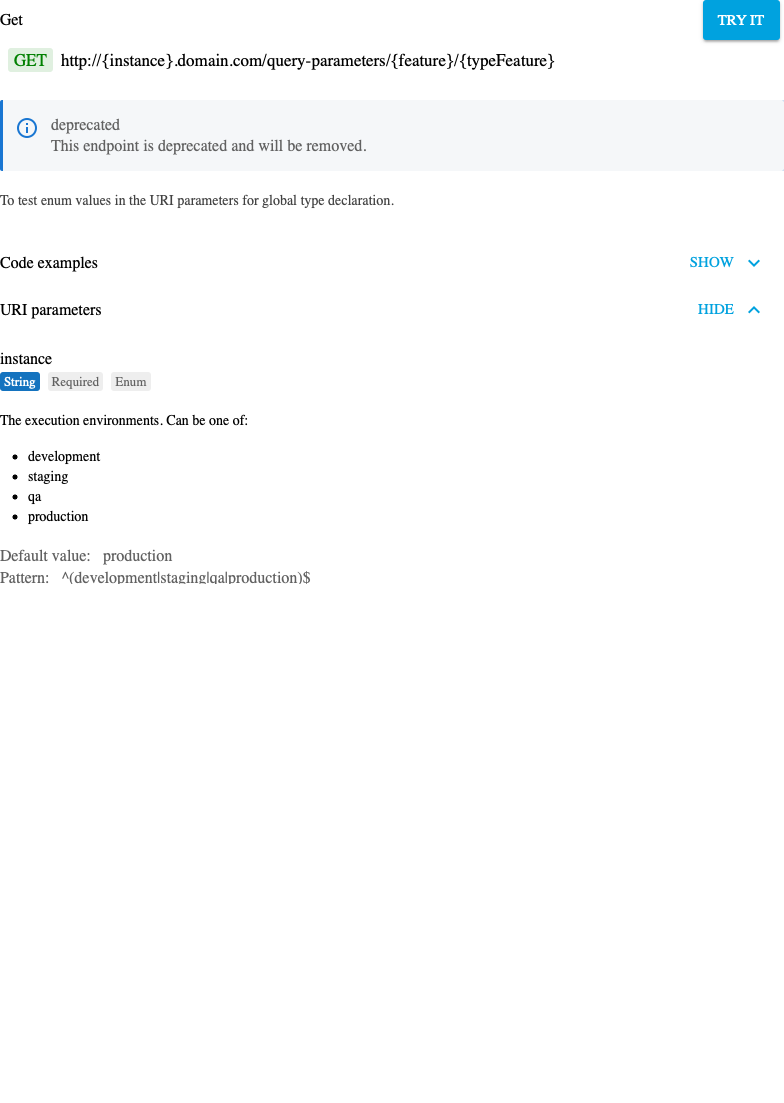 Get
TRY IT
GET http://{instance}.domain.com/query-parameters/{feature}/{typeFeature}
deprecated
This endpoint is deprecated and will be removed.
To test enum values in the URI parameters for global type declaration.
Code examples
SHOW
URI parameters
HIDE
instance
String Required Enum
The execution environments. Can be one of:
development
staging
qa
production
Default value: production
Pattern: ^(development|staging|qa|production)$